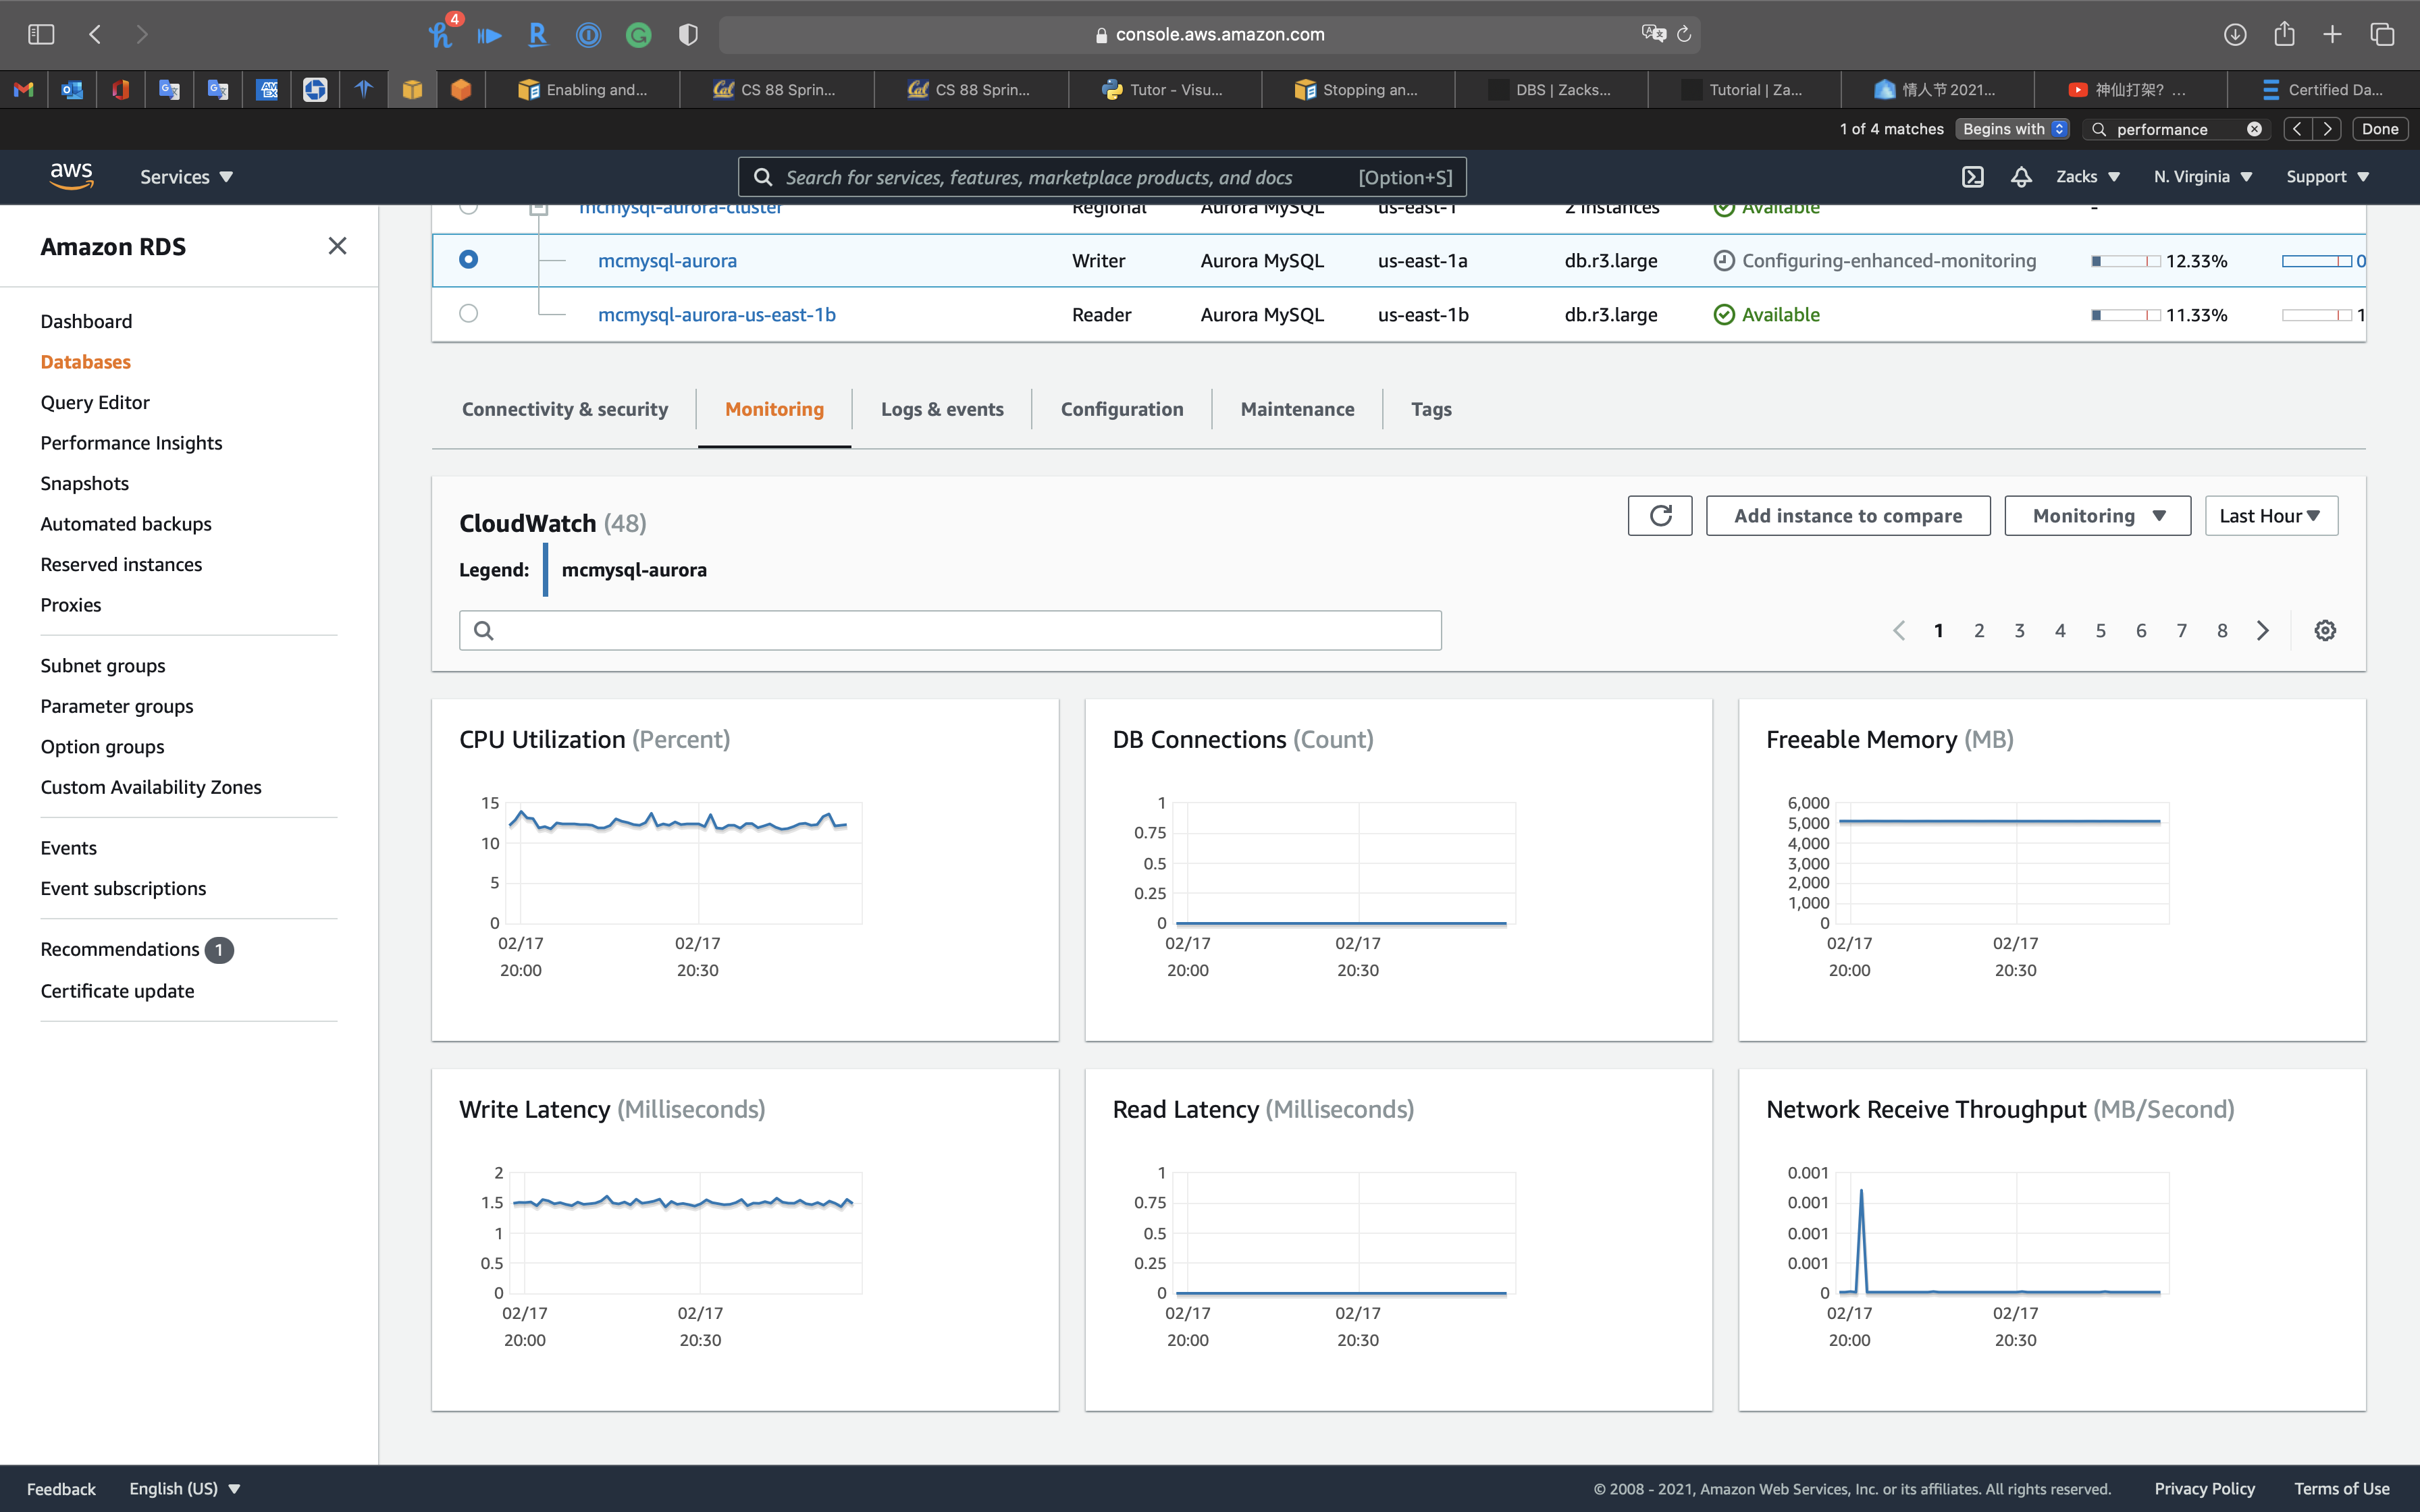 4
console.aws.amazon.com
Enabling and...
CS 88 Sprin...
CS 88 Sprin...
Tutor - Visu...
Stopping an...
DBS | Zacks...
Tutorial | Za...
情人节 2021...
神仙打架? ...
Certified Da...
1 of 4 matches
Begins with
performance
Done
aws
Services
Search for services, features, marketplace products, and docs
[Option+S]
Zacks
N. Virginia
Support
Amazon RDS
Dashboard
Databases
Query Editor
Performance Insights
Snapshots
Automated backups
Reserved instances
Proxies
Subnet groups
Parameter groups
Option groups
Custom Availability Zones
Events
Event subscriptions
Recommendations 1
Certificate update
mcmysql-aurora-cluster Regional Aurora MySQL us-east-1 2 instances Available -
mcmysql-aurora Writer Aurora MySQL us-east-1a db.r3.large Configuring-enhanced-monitoring 12.33% 0
mcmysql-aurora-us-east-1b Reader Aurora MySQL us-east-1b db.r3.large Available 11.33% 1
Connectivity & security
Monitoring
Logs & events
Configuration
Maintenance
Tags
CloudWatch (48)
Add instance to compare
Monitoring
Last Hour
Legend: mcmysql-aurora
1 2 3 4 5 6 7 8
CPU Utilization (Percent)
15
10
5
0
02/17 02/17
20:00 20:30
DB Connections (Count)
1
0.75
0.5
0.25
0
02/17 02/17
20:00 20:30
Freeable Memory (MB)
6,000
5,000
4,000
3,000
2,000
1,000
0
02/17 02/17
20:00 20:30
Write Latency (Milliseconds)
2
1.5
1
0.5
0
02/17 02/17
20:00 20:30
Read Latency (Milliseconds)
1
0.75
0.5
0.25
0
02/17 02/17
20:00 20:30
Network Receive Throughput (MB/Second)
0.001
0.001
0.001
0.001
0
02/17 02/17
20:00 20:30
Feedback
English (US)
© 2008 - 2021, Amazon Web Services, Inc. or its affiliates. All rights reserved.
Privacy Policy
Terms of Use